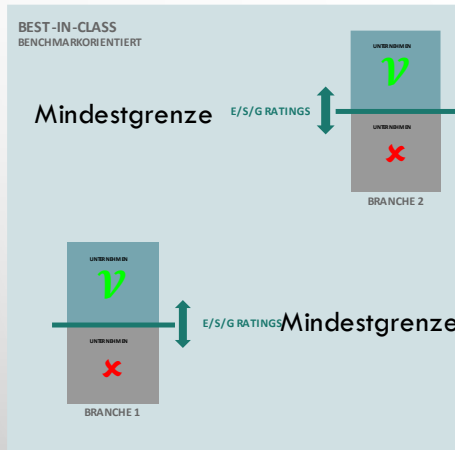 BEST-IN-CLASS
BENCHMARKORIENTIERT
UNTERNEHMEN
v
Mindestgrenze
E/S/G RATINGS
UNTERNEHMEN
x
BRANCHE 2
UNTERNEHMEN
v
E/S/G RATINGS
Mindestgrenze
UNTERNEHMEN
x
BRANCHE 1